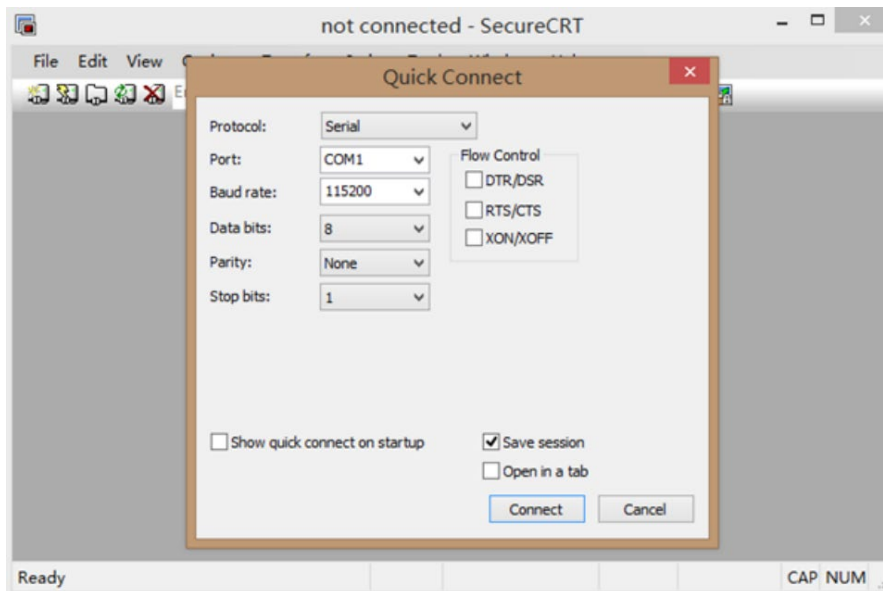 not connected - SecureCRT
File Edit View
Quick Connect
Protocol: Serial
Port: COM1
Flow Control
Baud rate: 115200
DTR/DSR
RTS/CTS
Data bits: 8
XON/XOFF
Parity: None
Stop bits: 1
Show quick connect on startup
Save session
Open in a tab
Connect Cancel
Ready CAP NUM